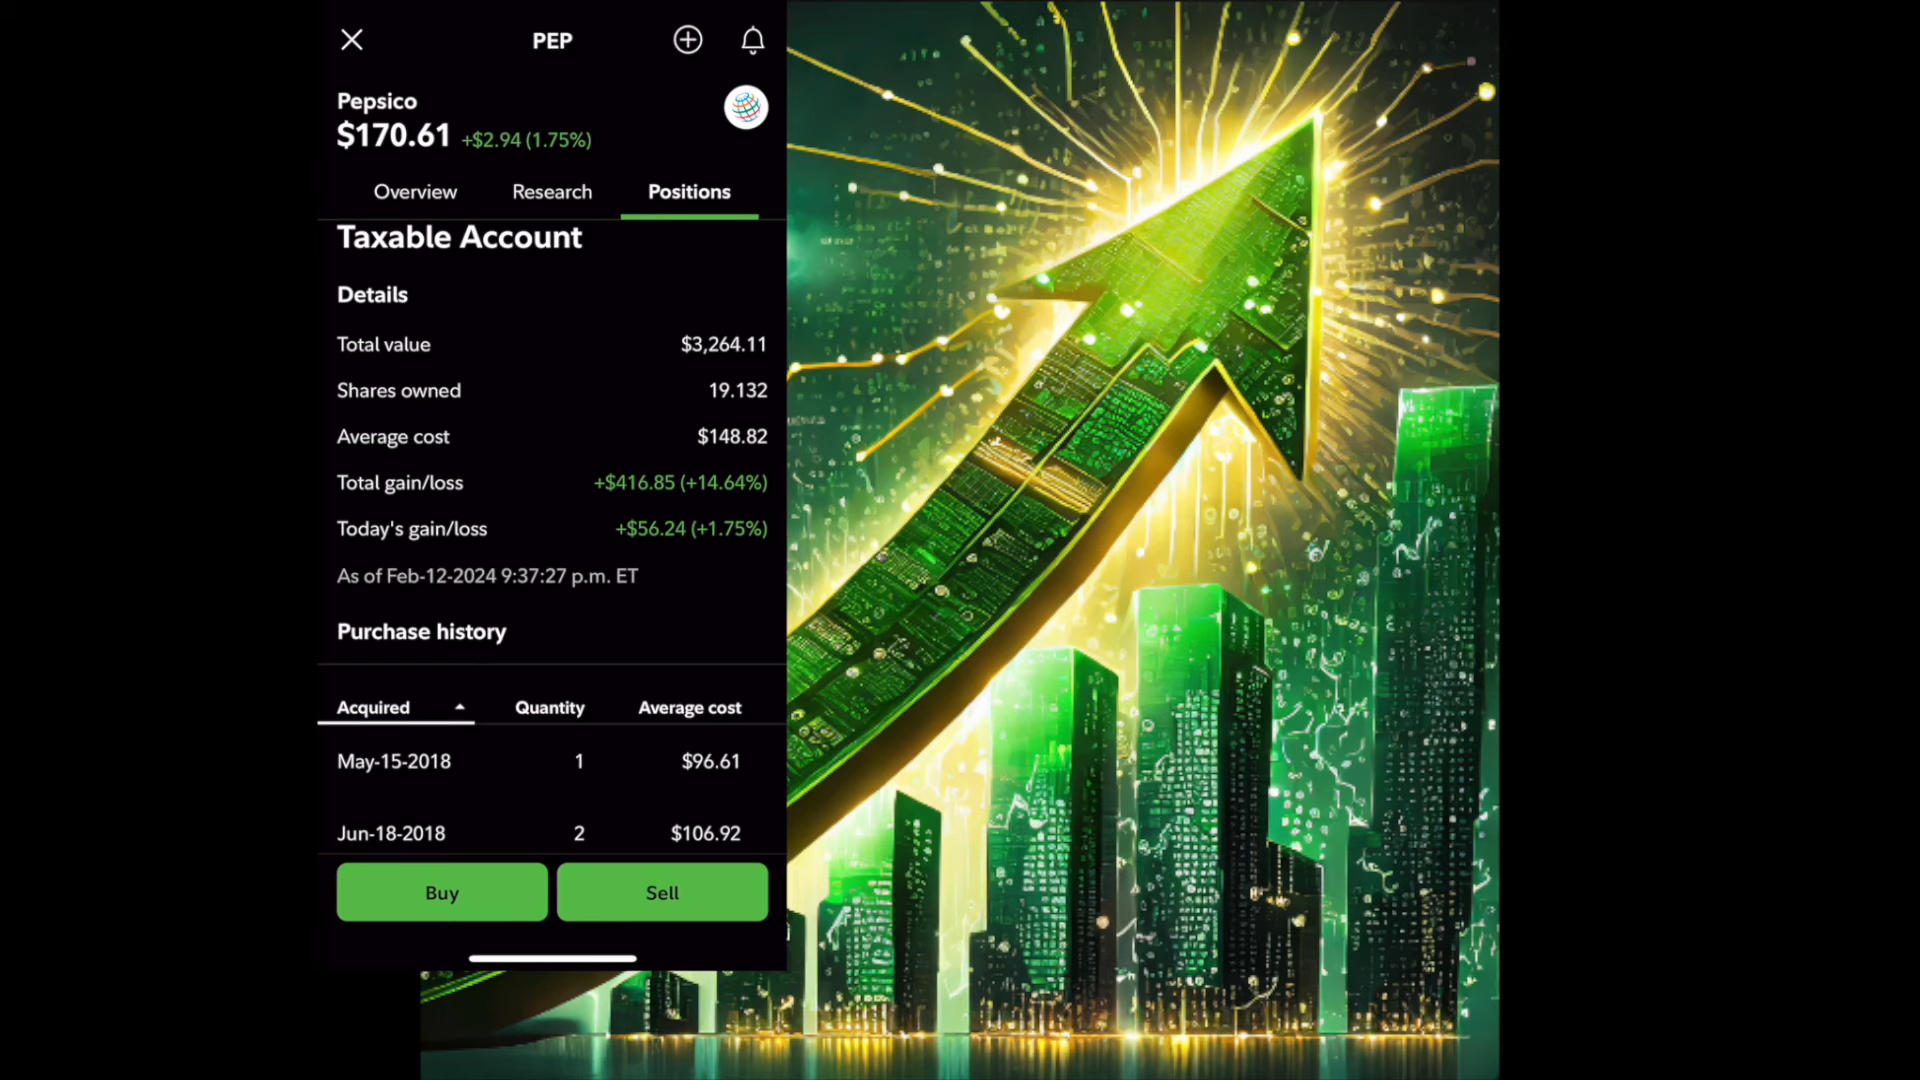 PEP
Pepsico
$170.61 +$2.94 (1.75%)
Overview Research Positions
Taxable Account
Details
Total value $3,264.11
Shares owned 19.132
Average cost $148.82
Total gain/loss +$416.85 (+14.64%)
Today's gain/loss +$56.24 (+1.75%)
As of Feb-12-2024 9:37:27 p.m. ET
Purchase history
Acquired Quantity Average cost
May-15-2018 1 $96.61
Jun-18-2018 2 $106.92
Buy Sell